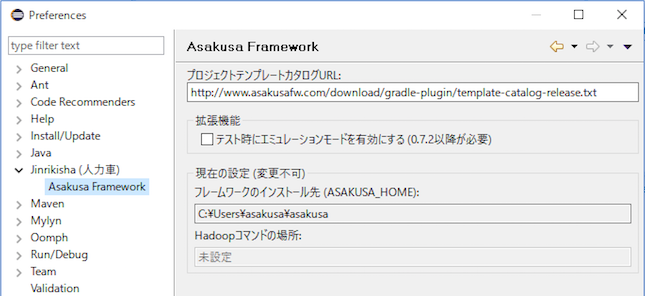 Preferences
type filter text
General
Ant
Code Recommenders
Help
Install/Update
Java
Jinrikisha (人力車)
Asakusa Framework
Maven
Mylyn
Oomph
Run/Debug
Team
Validation
Asakusa Framework
プロジェクトテンプレートカタログURL:
http://www.asakusafw.com/download/gradle-plugin/template-catalog-release.txt
拡張機能
テスト時にエミュレーションモードを有効にする (0.7.2以降が必要)
現在の設定 (変更不可)
フレームワークのインストール先 (ASAKUSA_HOME):
C:¥Users¥asakusa¥asakusa
Hadoopコマンドの場所:
未設定